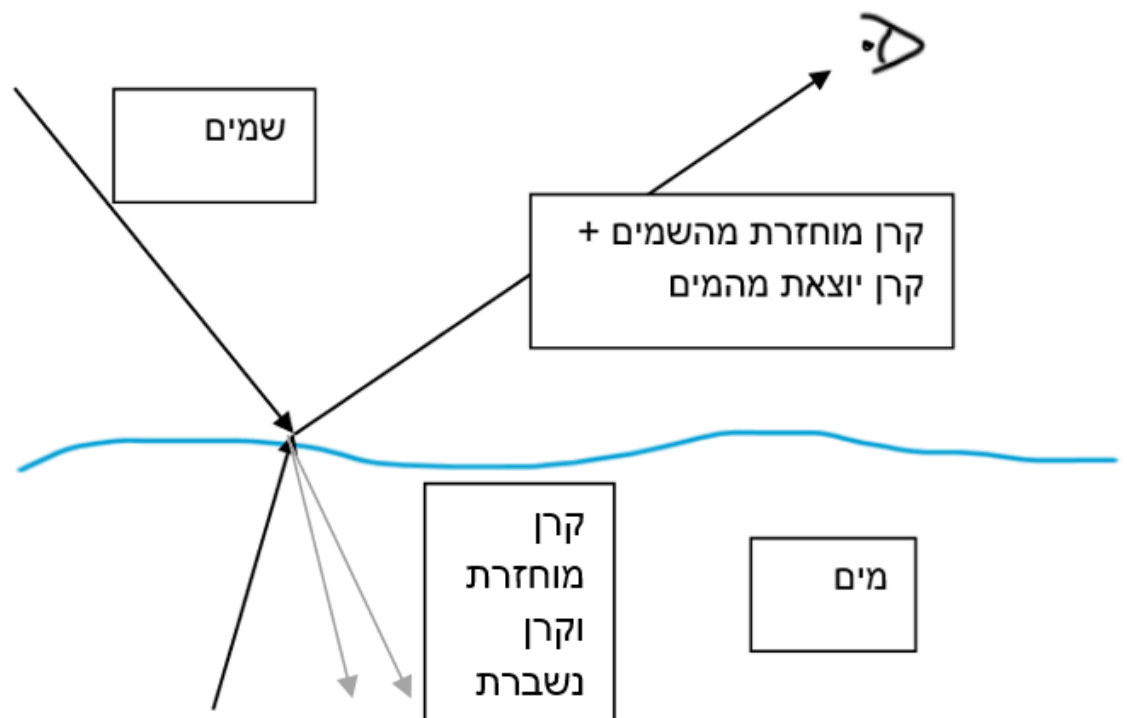 שמים
קרן מוחזרת מהשמים +
קרן יוצאת מהמים
קרן
מוחזרת
וקרן
נשברת
מים